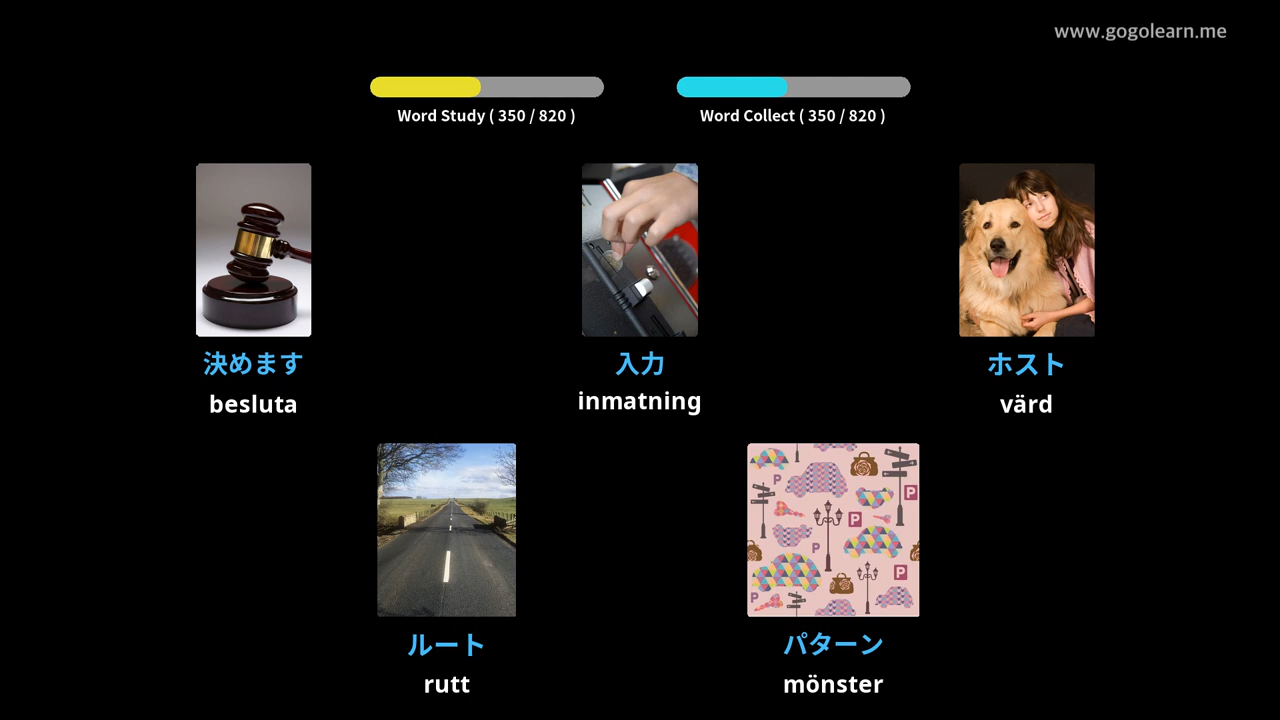 www.gogolearn.me
Word Study ( 350 / 820 )
Word Collect ( 350 / 820 )
決めます
besluta
入力
inmatning
ホスト
värd
ルート
rutt
パターン
mönster
P
P
P
P
P
P